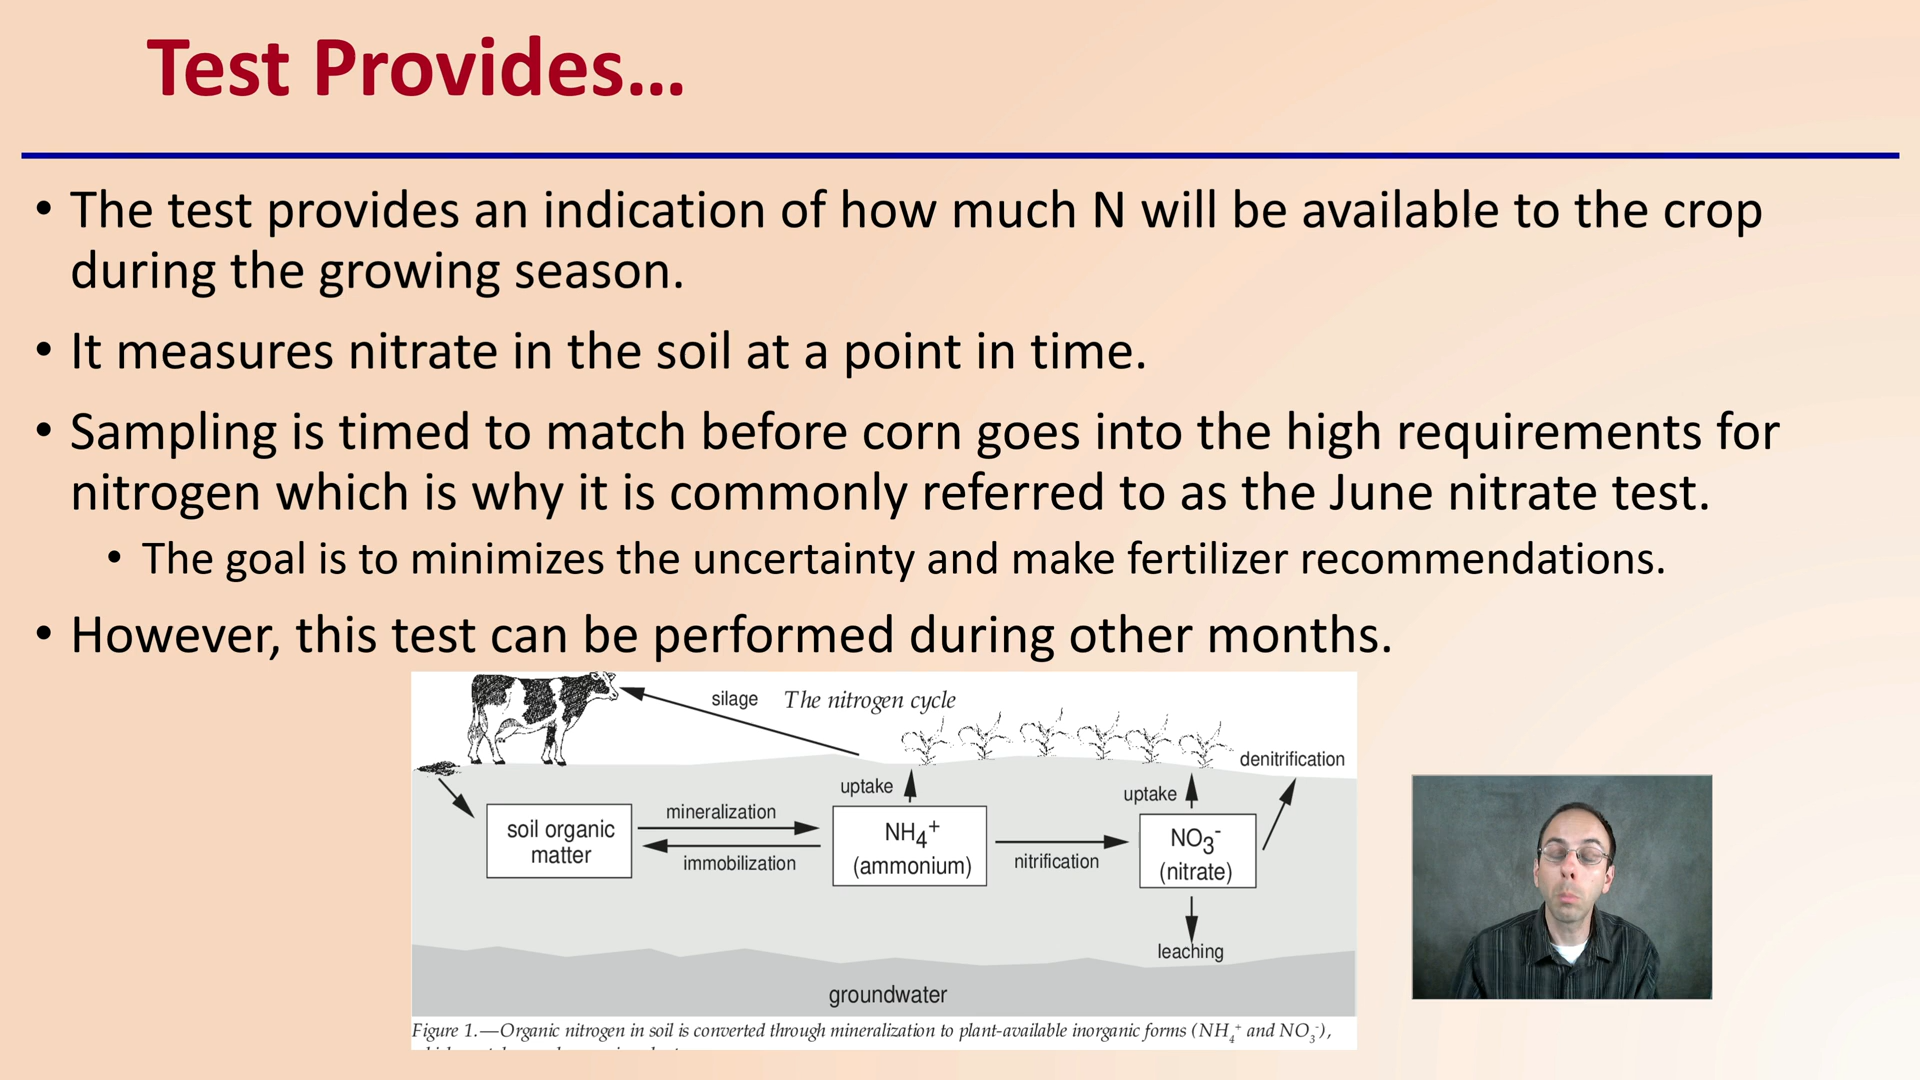 Test Provides...
• The test provides an indication of how much N will be available to the crop
during the growing season.
• It measures nitrate in the soil at a point in time.
• Sampling is timed to match before corn goes into the high requirements for
nitrogen which is why it is commonly referred to as the June nitrate test.
• The goal is to minimizes the uncertainty and make fertilizer recommendations.
• However, this test can be performed during other months.
silage
The nitrogen cycle
denitrification
uptake
uptake
mineralization
soil organic
matter
immobilization
NH4+
(ammonium)
nitrification
NO3-
(nitrate)
leaching
groundwater
Figure 1.—Organic nitrogen in soil is converted through mineralization to plant-available inorganic forms (NH4+ and NO3-),